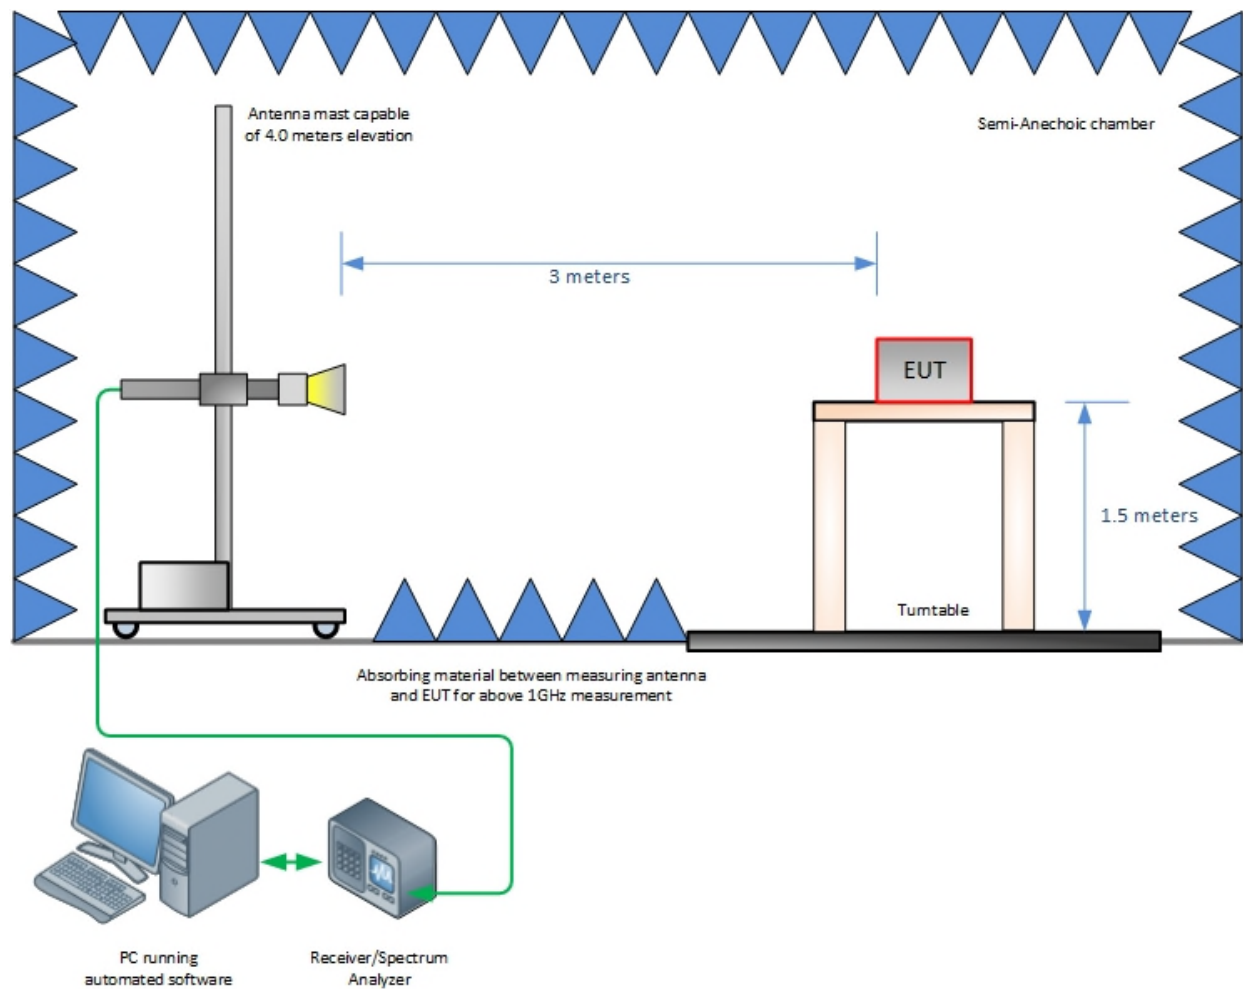 Antenna mast capable
of 4.0 meters elevation
Semi-Anechoic chamber
3 meters
EUT
1.5 meters
Turntable
Absorbing material between measuring antenna
and EUT for above 1GHz measurement
PC running
automated software
Receiver/Spectrum
Analyzer